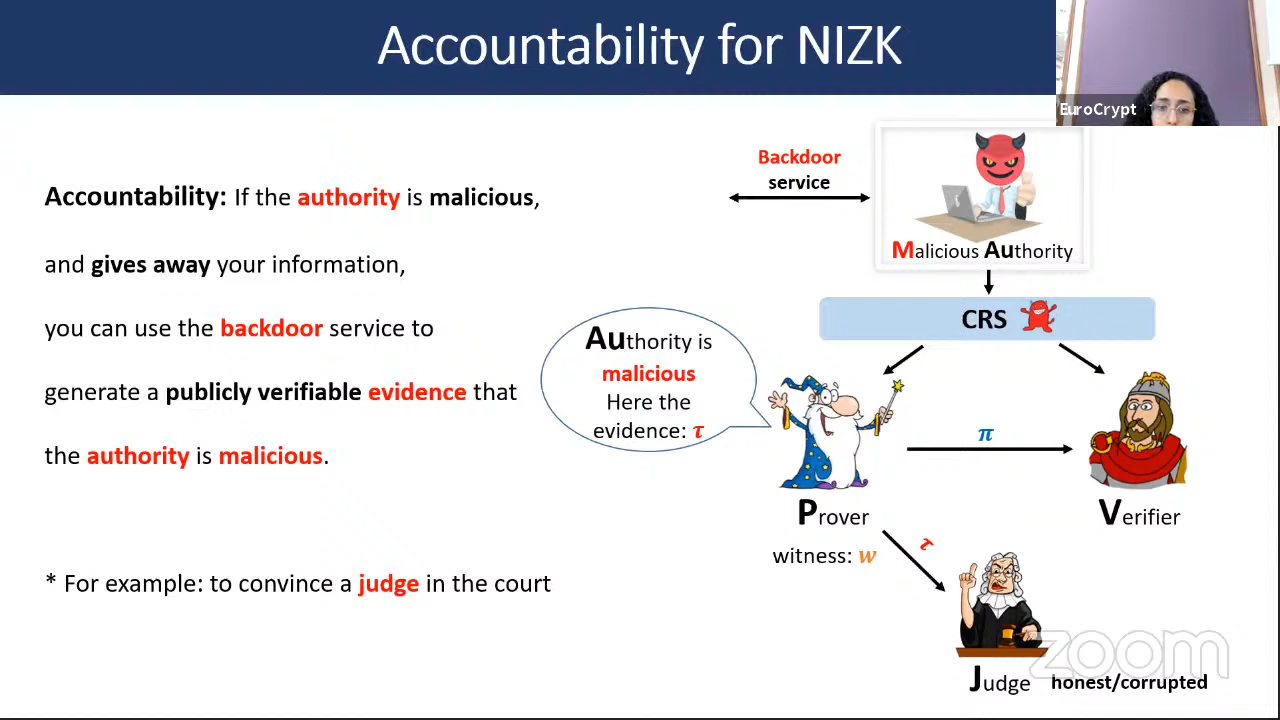 Accountability for NIZK
EuroCrypt
Accountability: If the authority is malicious,
and gives away your information,
you can use the backdoor service to
generate a publicly verifiable evidence that
the authority is malicious.
* For example: to convince a judge in the court
Backdoor
service
Malicious Authority
CRS
Authority is
malicious
Here the
evidence: τ
π
Prover
Verifier
witness: w
τ
Judge honest/corrupted
zoom